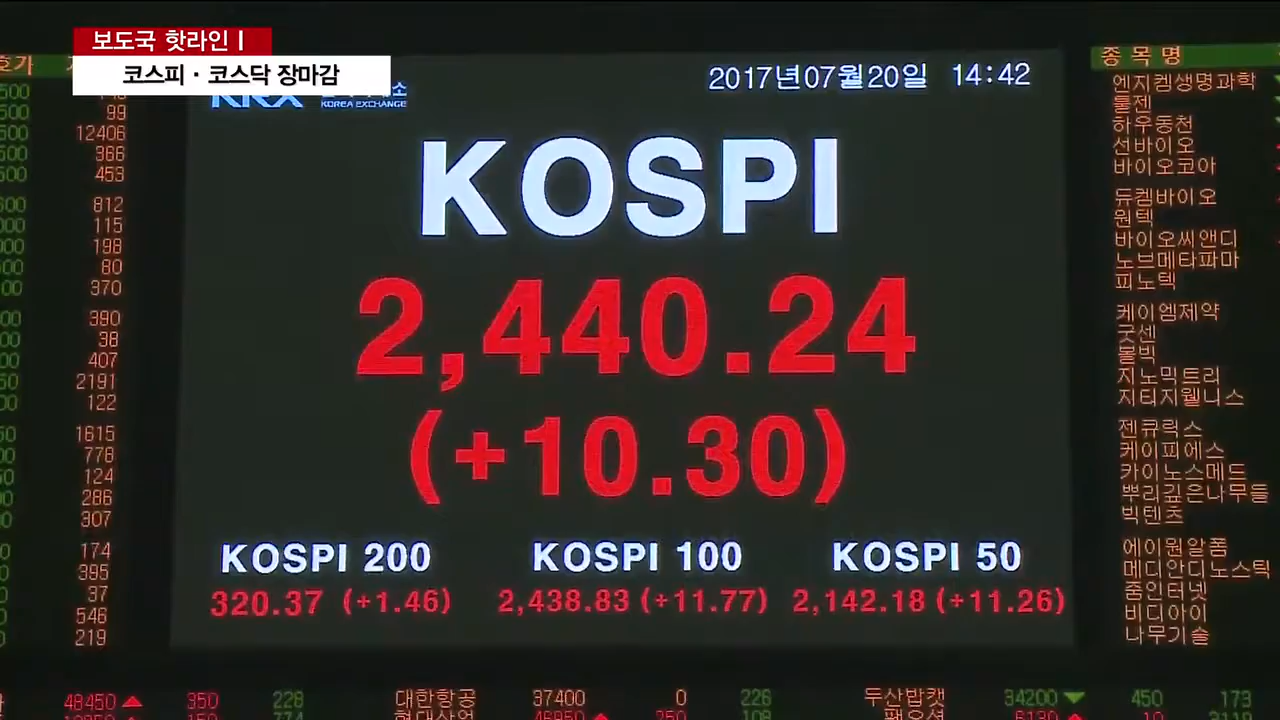 보도국 핫라인 I
코스피 · 코스닥 장마감
2017년07월20일 14:42
KRX
KOREA EXCHANGE
KOSPI
2,440.24
(+10.30)
KOSPI 200
320.37 (+1.46)
KOSPI 100
2,438.83 (+11.77)
KOSPI 50
2,142.18 (+11.26)
99
12406
366
453
812
115
198
80
370
390
38
407
2191
122
1615
778
124
286
307
174
395
37
546
219
종목명
엔지켐생명과학
툴젠
하우동천
선바이오
바이오코아
듀켐바이오
원텍
바이오씨앤디
노브메타파마
피노텍
케이엠제약
굿센
볼빅
지노믹트리
지티지웰니스
젠큐릭스
케이피에스
카이노스메드
뿌리깊은나무들
빅텐츠
에이원알폼
메디안디노스틱
줌인터넷
비디아이
나무기술
48450 ▲ 350 228 대한항공 37400 0 226 두산밥캣 34200 ▼ 450 173